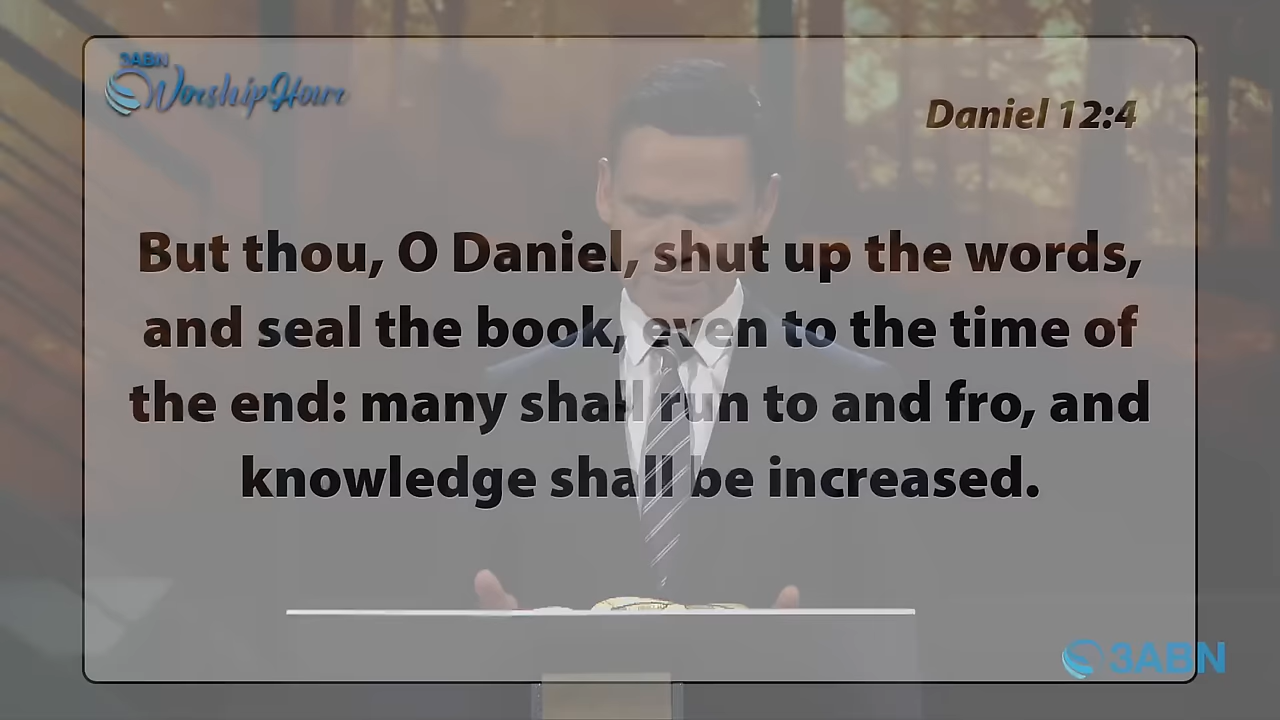 3ABN
Worship Hour
Daniel 12:4
But thou, O Daniel, shut up the words,
and seal the book, even to the time of
the end: many shall run to and fro, and
knowledge shall be increased.
3ABN